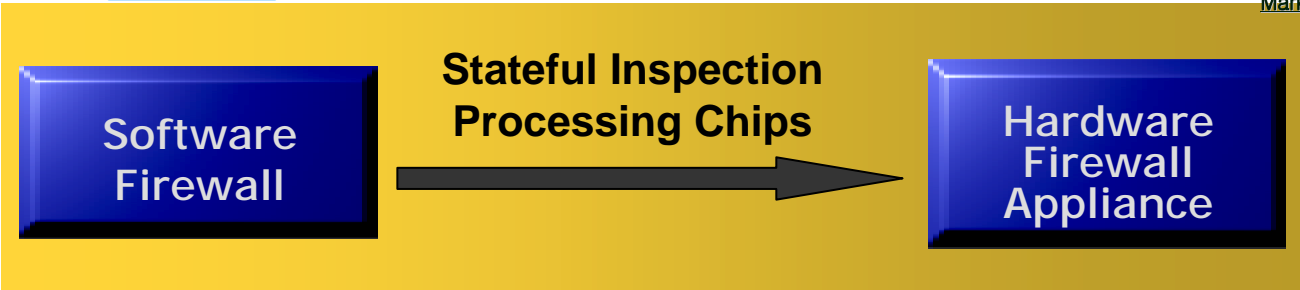 Stateful Inspection
Processing Chips
Software
Firewall
Hardware
Firewall
Appliance